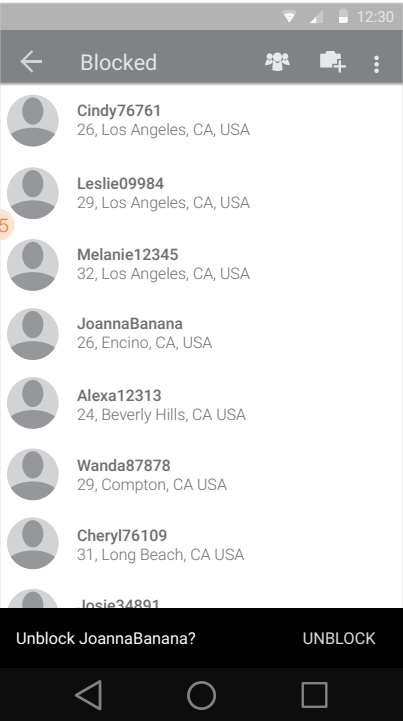 12:30
Blocked
Cindy76761
26, Los Angeles, CA, USA
Leslie09984
29, Los Angeles, CA, USA
5
Melanie12345
32, Los Angeles, CA, USA
JoannaBanana
26, Encino, CA, USA
Alexa12313
24, Beverly Hills, CA USA
Wanda87878
29, Compton, CA USA
Cheryl76109
31, Long Beach, CA USA
Josie34891
Unblock JoannaBanana? UNBLOCK